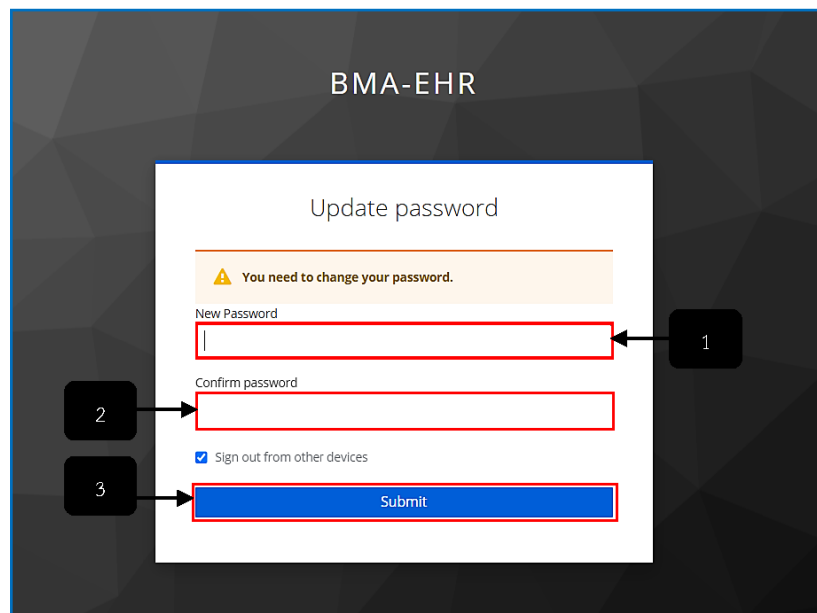 BMA-EHR
Update password
You need to change your password.
New Password
1
Confirm password
2
Sign out from other devices
3
Submit